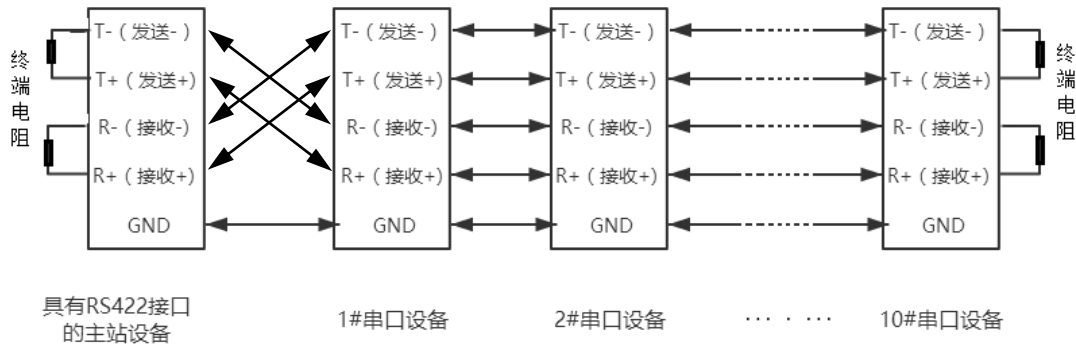 终端电阻
T-（发送-）
T+（发送+）
R-（接收-）
R+（接收+）
GND
T-（发送-）
T+（发送+）
R-（接收-）
R+（接收+）
GND
T-（发送-）
T+（发送+）
R-（接收-）
R+（接收+）
GND
T-（发送-）
T+（发送+）
R-（接收-）
R+（接收+）
GND
终端电阻
具有RS422接口
的主站设备
1#串口设备
2#串口设备
··· · ···
10#串口设备